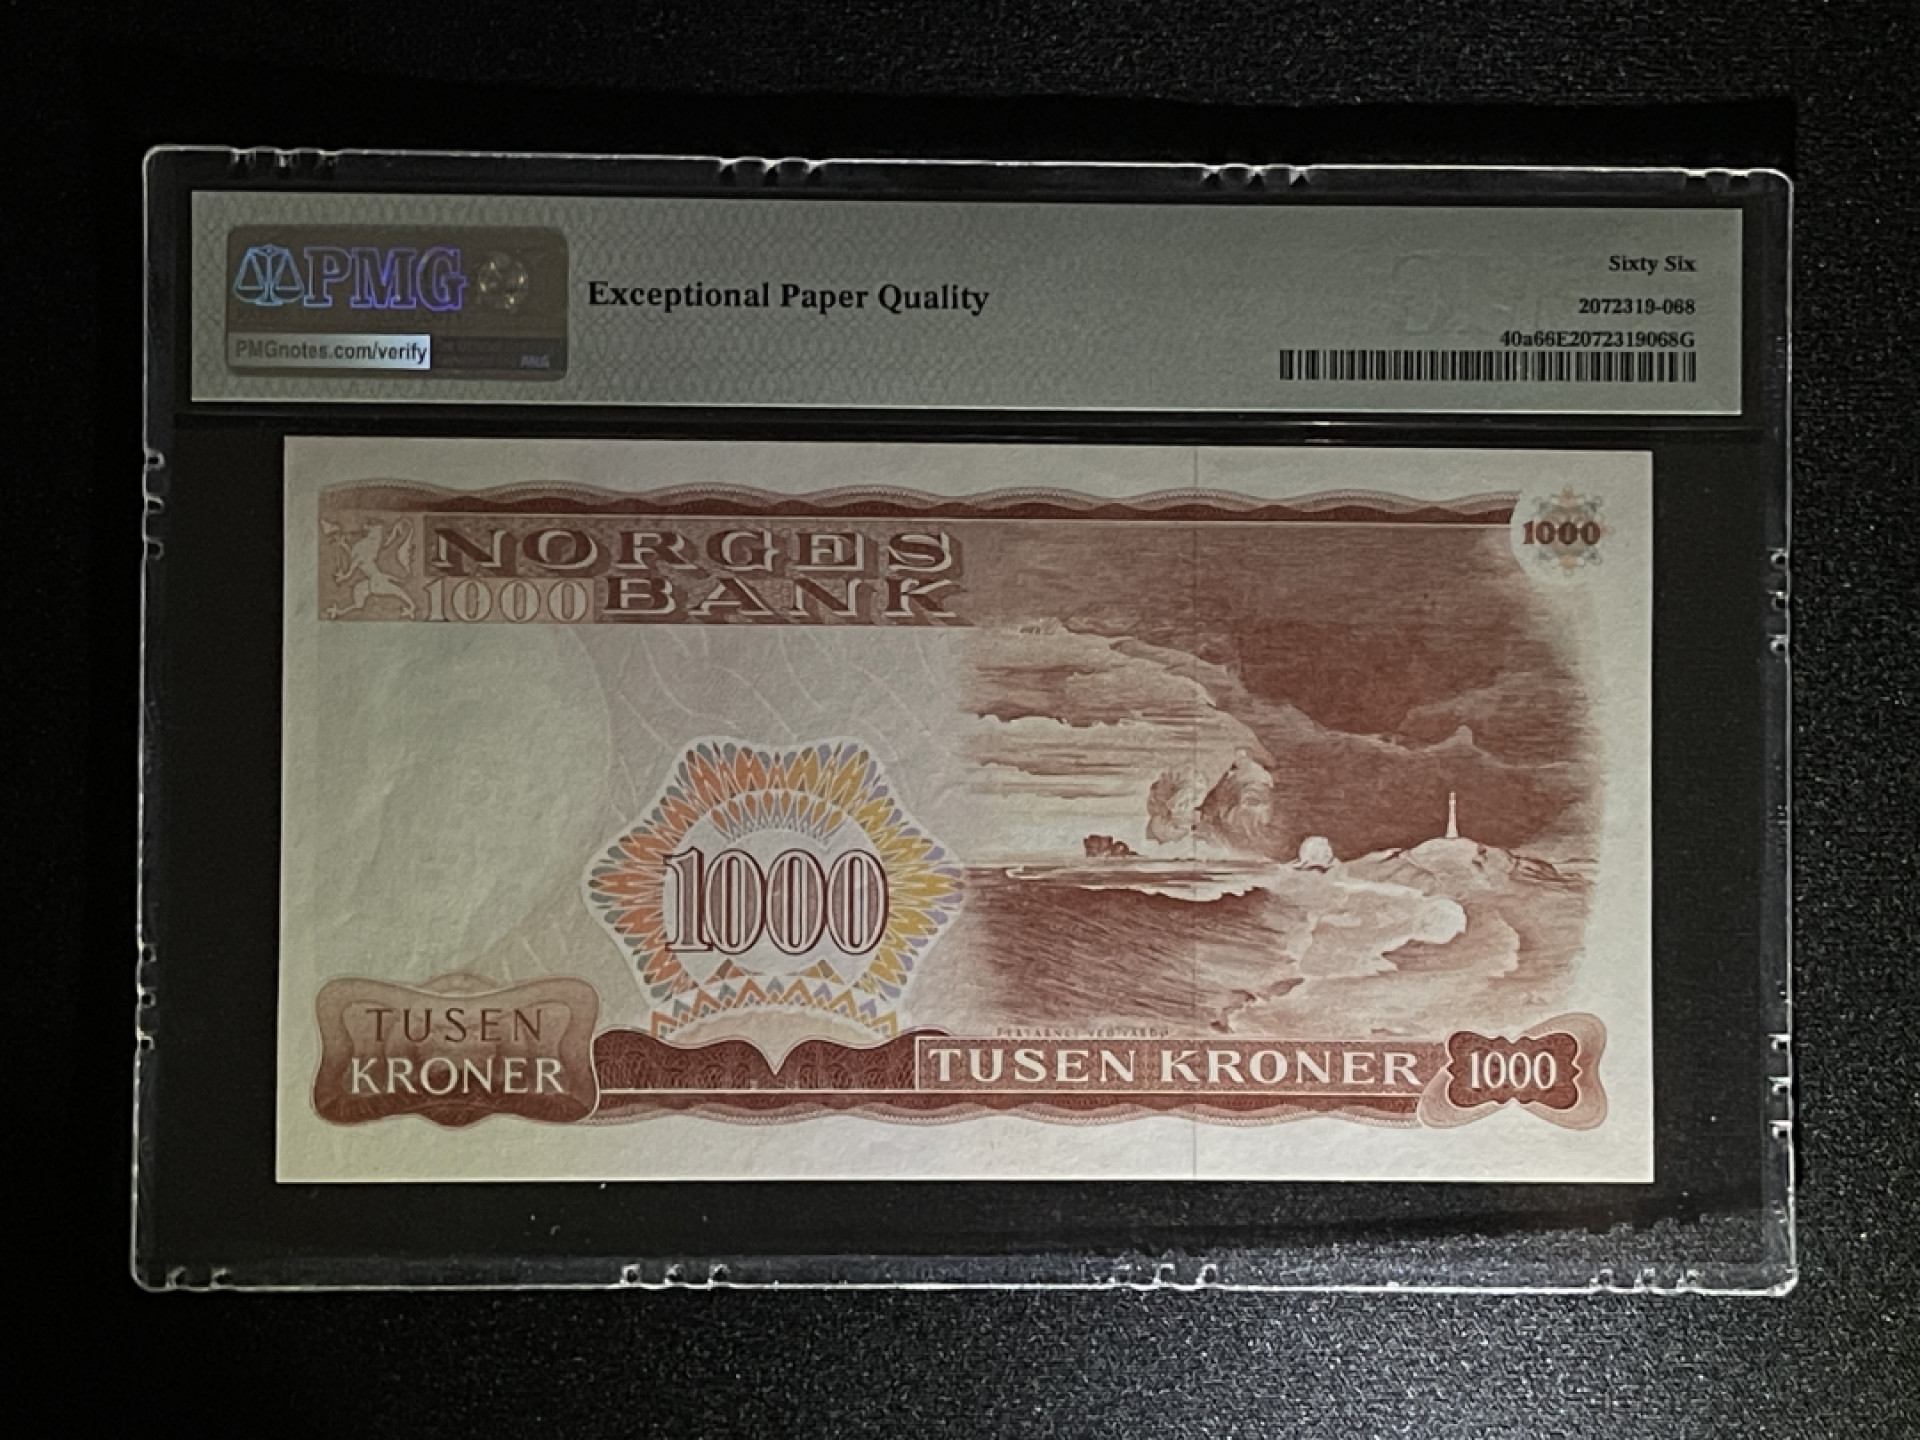 PMG
PMGnotes.com/verify
PMG
Exceptional Paper Quality
Sixty Six
2072319-068
40a66E2072319068G
NORGES
1000 BANK
1000
1000
TUSEN
KRONER
TUSEN KRONER
1000